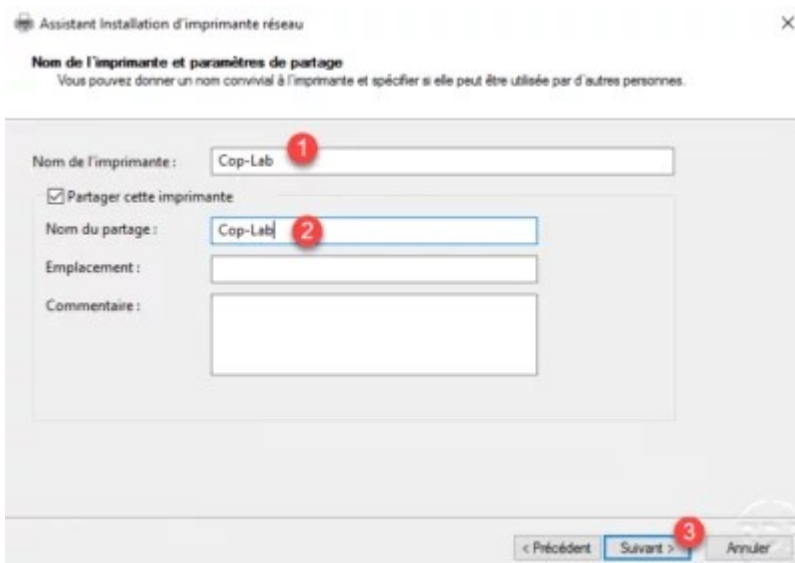 Assistant Installation d'imprimante réseau
Nom de l'imprimante et paramètres de partage
Vous pouvez donner un nom convivial à l'imprimante et spécifier si elle peut être utilisée par d'autres personnes.
Nom de l'imprimante : Cop-Lab 1
Partager cette imprimante
Nom du partage : Cop-Lab 2
Emplacement :
Commentaire :
< Précédent Suivant > 3 Annuler